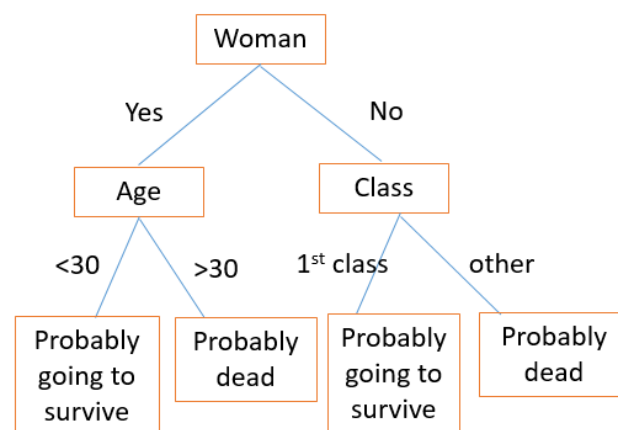 Woman
Yes
No
Age
Class
<30
>30
1st class
other
Probably
going to
survive
Probably
dead
Probably
going to
survive
Probably
dead